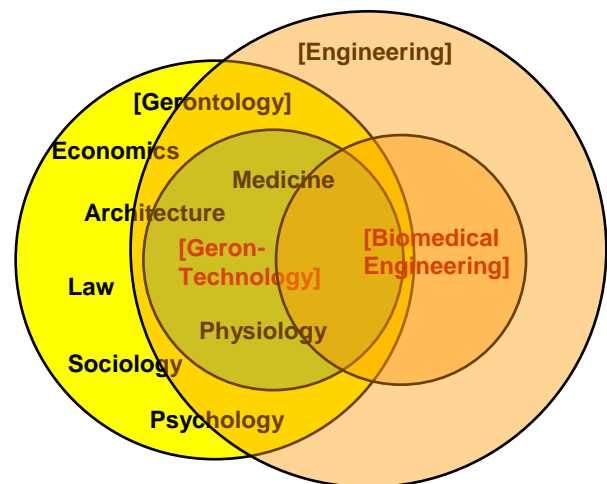 [Engineering]
[Gerontology]
Economics
Medicine
Architecture
[Geron-
Technology]
[Biomedical
Engineering]
Law
Physiology
Sociology
Psychology